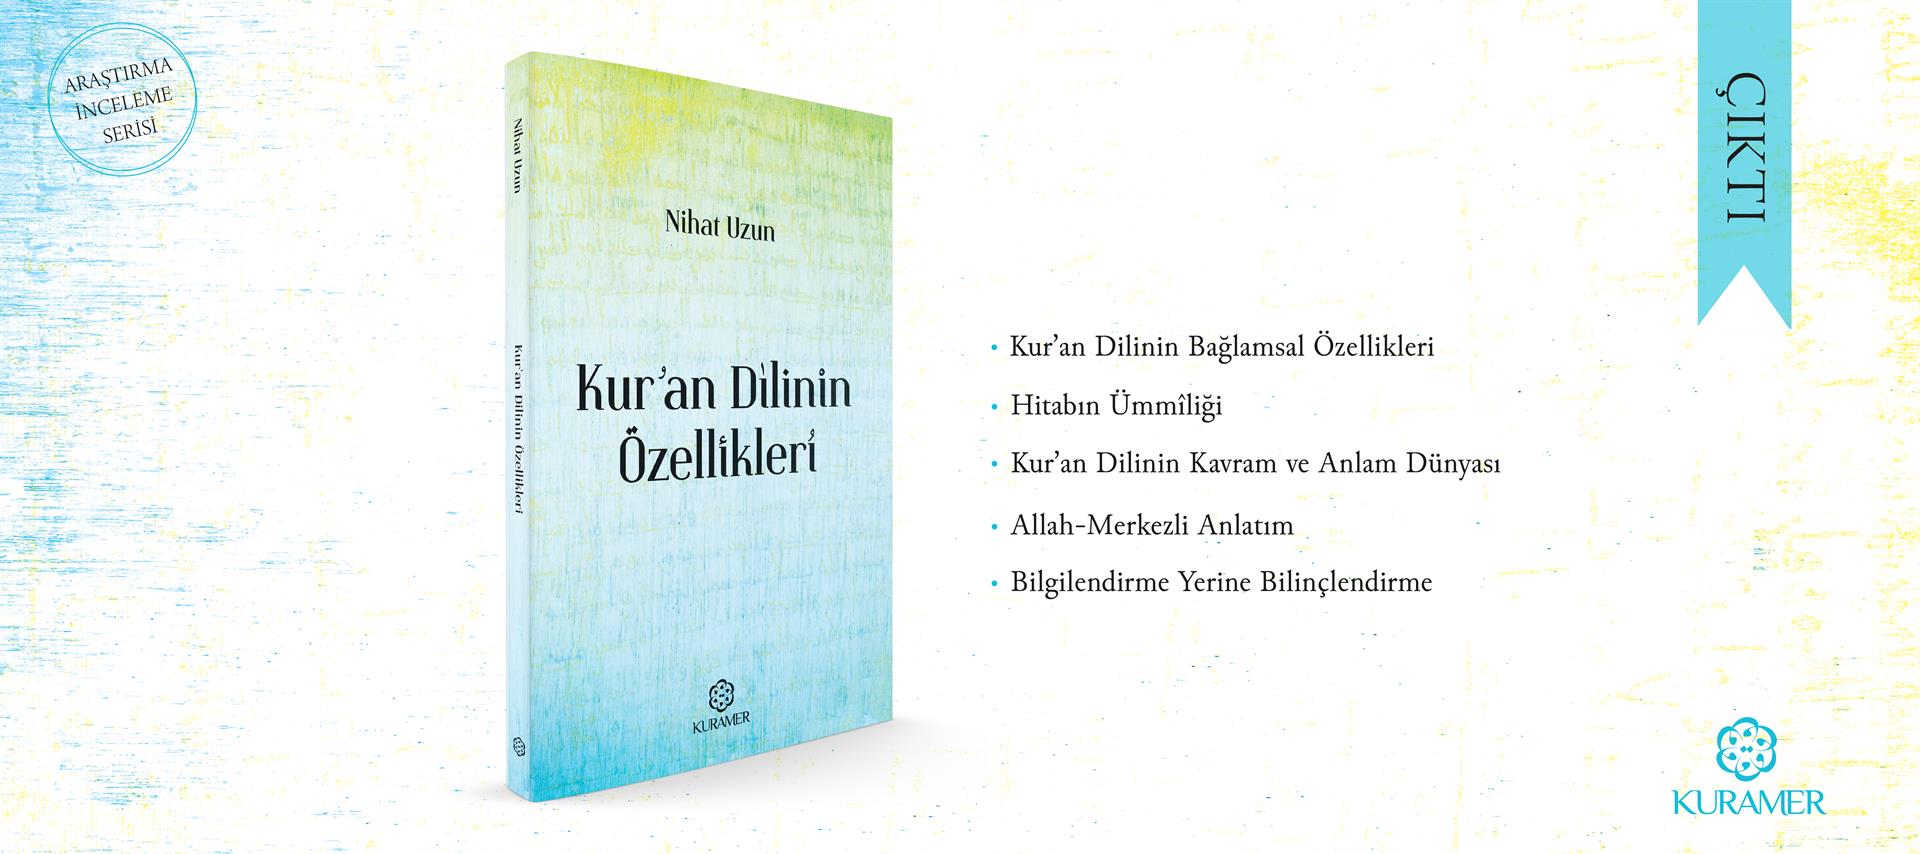 ARAŞTIRMA
İNCELEME
SERİSİ
Nihat Uzun
Kur'an Dilinin Özellikleri
Nihat Uzun
Kur'an Dilinin
Özellikleri
KURAMER
ÇIKTI
• Kur'an Dilinin Bağlamsal Özellikleri
• Hitabın Ümmîliği
• Kur'an Dilinin Kavram ve Anlam Dünyası
• Allah-Merkezli Anlatım
• Bilgilendirme Yerine Bilinçlendirme
KURAMER